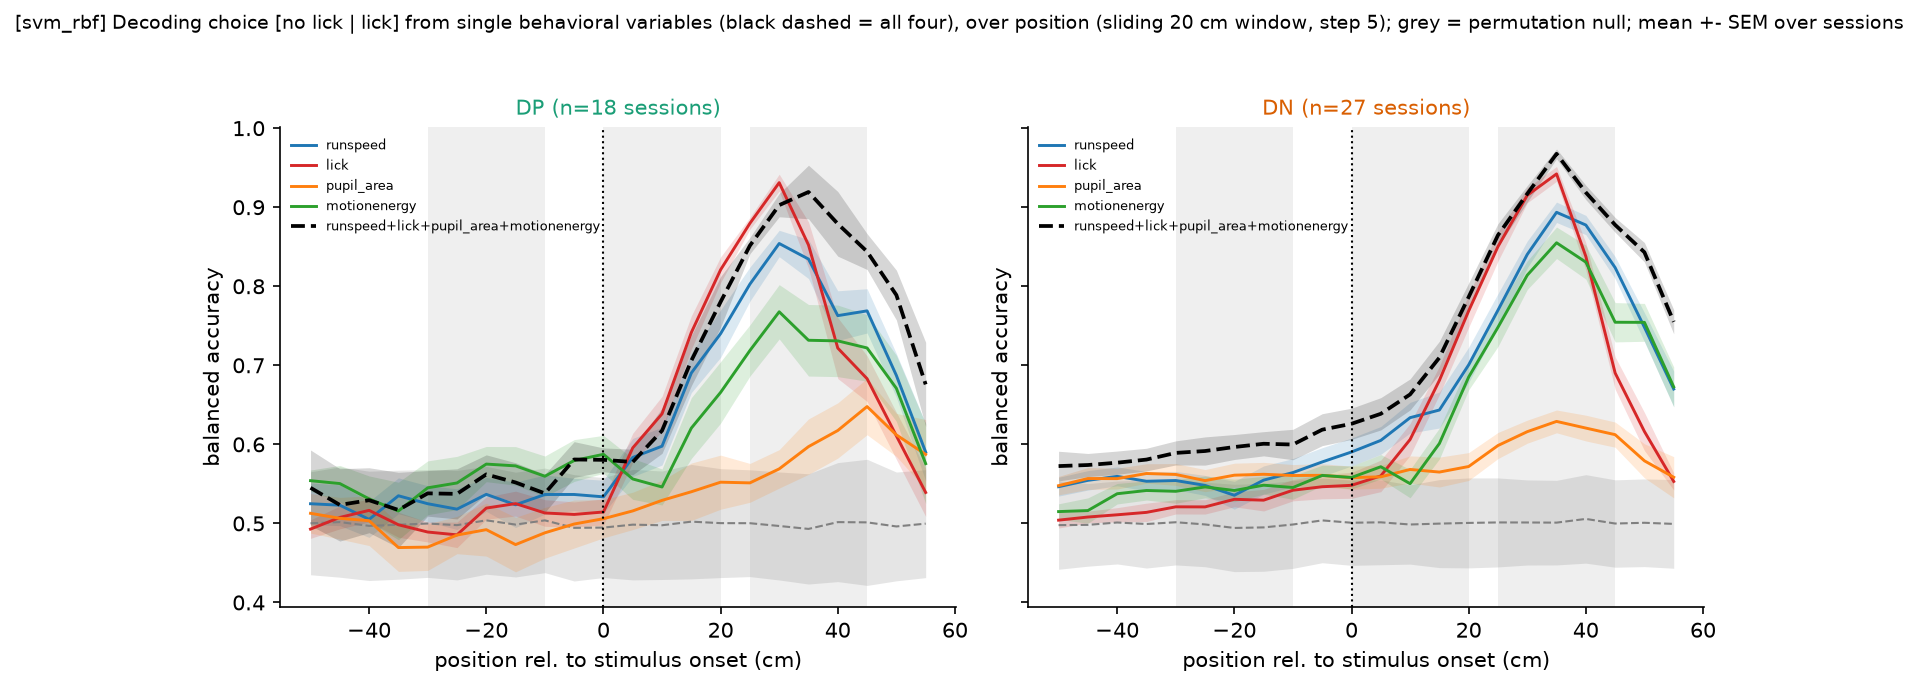 [svm_rbf] Decoding choice [no lick | lick] from single behavioral variables (black dashed = all four), over position (sliding 20 cm window, step 5); grey = permutation null; mean +- SEM over sessions
DP (n=18 sessions)
1.0
0.9
0.8
0.7
0.6
0.5
0.4
balanced accuracy
runspeed
lick
pupil_area
motionenergy
runspeed+lick+pupil_area+motionenergy
−40
−20
0
20
40
60
position rel. to stimulus onset (cm)
DN (n=27 sessions)
balanced accuracy
runspeed
lick
pupil_area
motionenergy
runspeed+lick+pupil_area+motionenergy
−40
−20
0
20
40
60
position rel. to stimulus onset (cm)